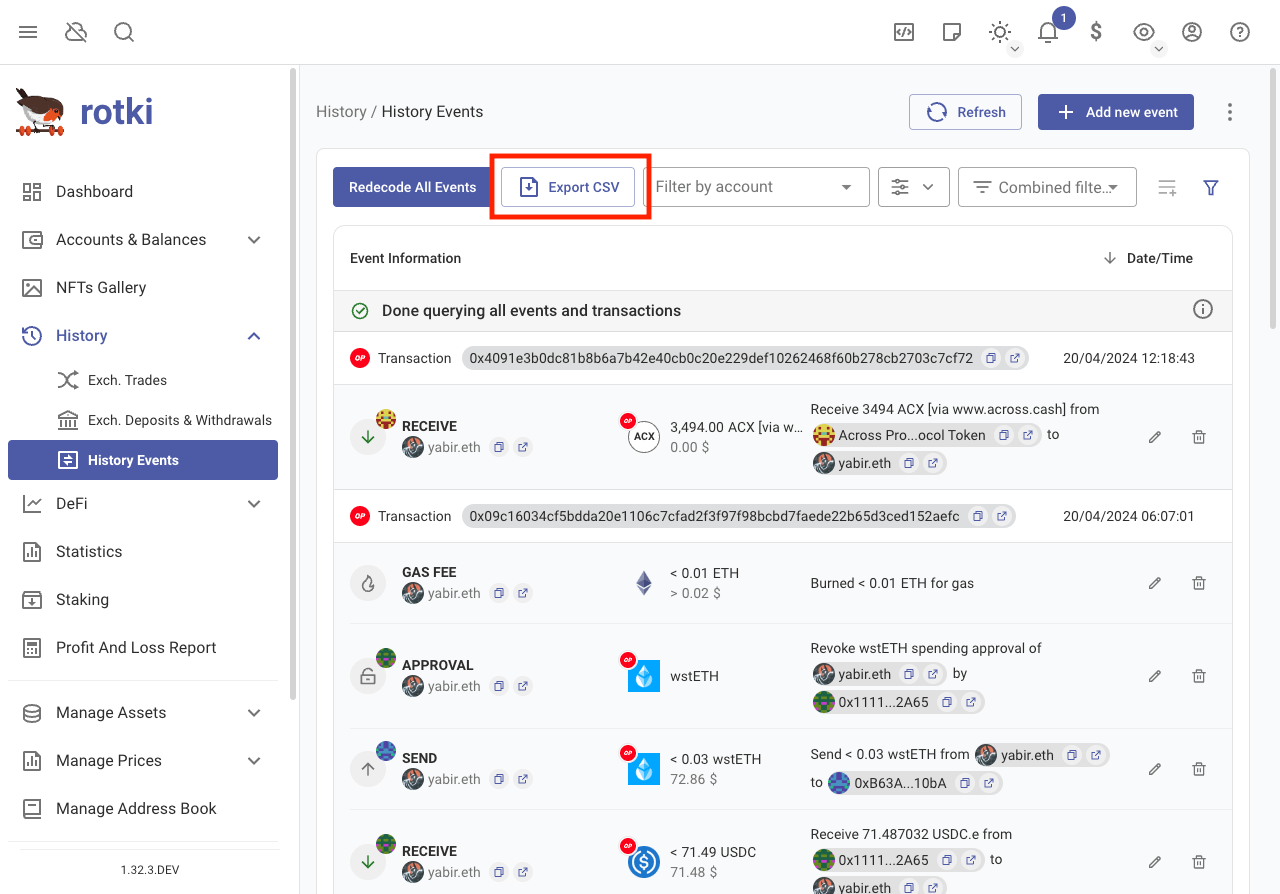 1
rotki
History / History Events
Refresh
Add new event
Redecode All Events
Export CSV
Filter by account
Combined filte...
Dashboard
Accounts & Balances
NFTs Gallery
History
Exch. Trades
Exch. Deposits & Withdrawals
History Events
DeFi
Statistics
Staking
Profit And Loss Report
Manage Assets
Manage Prices
Manage Address Book
1.32.3.DEV
Event Information
Date/Time
Done querying all events and transactions
OP Transaction 0x4091e3b0dc81b8b6a7b42e40cb0c20e229def10262468f60b278cb2703c7cf72 20/04/2024 12:18:43
RECEIVE
yabir.eth
OP
ACX
3,494.00 ACX [via w...
0.00 $
Receive 3494 ACX [via www.across.cash] from
Across Pro...ocol Token to
yabir.eth
OP Transaction 0x09c16034cf5bdda20e1106c7cfad2f3f97f98bcbd7faede22b65d3ced152aefc 20/04/2024 06:07:01
GAS FEE
yabir.eth
< 0.01 ETH
> 0.02 $
Burned < 0.01 ETH for gas
APPROVAL
yabir.eth
OP
wstETH
Revoke wstETH spending approval of
yabir.eth by
0x1111...2A65
SEND
yabir.eth
OP
< 0.03 wstETH
72.86 $
Send < 0.03 wstETH from yabir.eth
to 0xB63A...10bA
RECEIVE
yabir.eth
OP
< 71.49 USDC
71.48 $
Receive 71.487032 USDC.e from
0x1111...2A65 to
yabir.eth